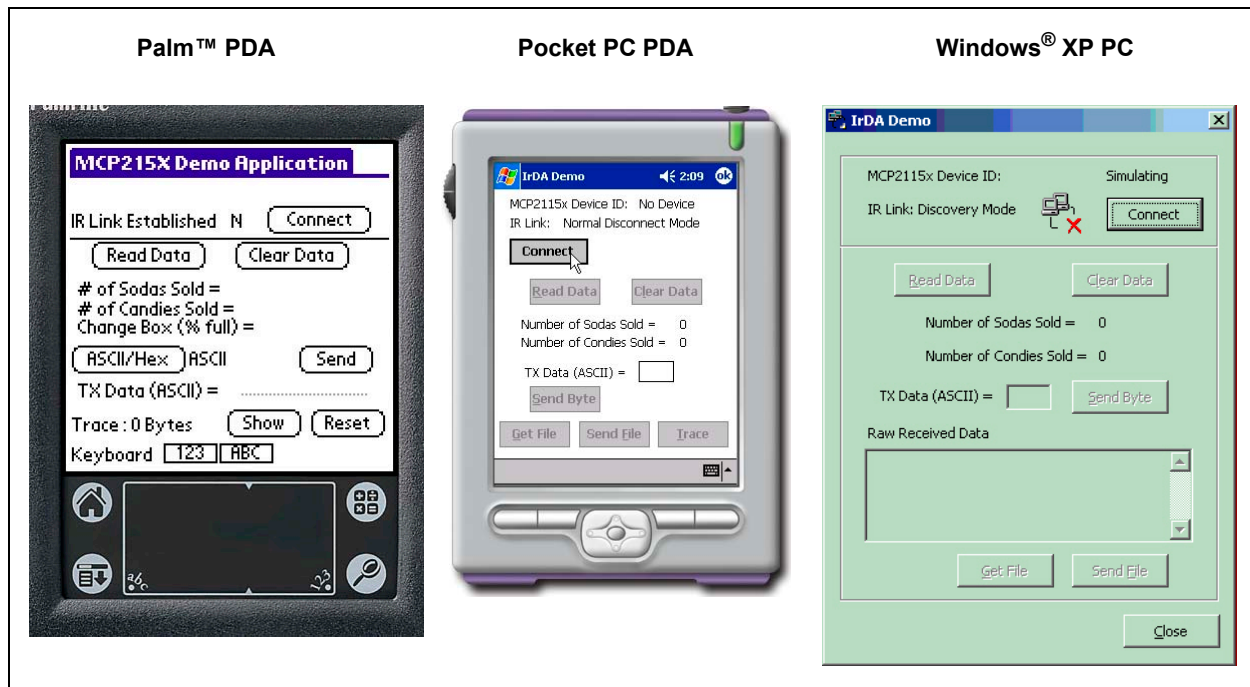 Palm™ PDA
Pocket PC PDA
Windows® XP PC
MCP215X Demo Application
IR Link Established N Connect
Read Data Clear Data
# of Sodas Sold =
# of Candies Sold =
Change Box (% full) =
ASCII/Hex ASCII Send
TX Data (ASCII) =
Trace: 0 Bytes Show Reset
Keyboard 123 ABC
abc 123
IrDA Demo 2:09 ok
MCP2115x Device ID: No Device
IR Link: Normal Disconnect Mode
Connect
Read Data Clear Data
Number of Sodas Sold = 0
Number of Condies Sold = 0
TX Data (ASCII) =
Send Byte
Get File Send File Trace
IrDA Demo
MCP2115x Device ID: Simulating
IR Link: Discovery Mode Connect
Read Data Clear Data
Number of Sodas Sold = 0
Number of Condies Sold = 0
TX Data (ASCII) = Send Byte
Raw Received Data
Get File Send File
Close